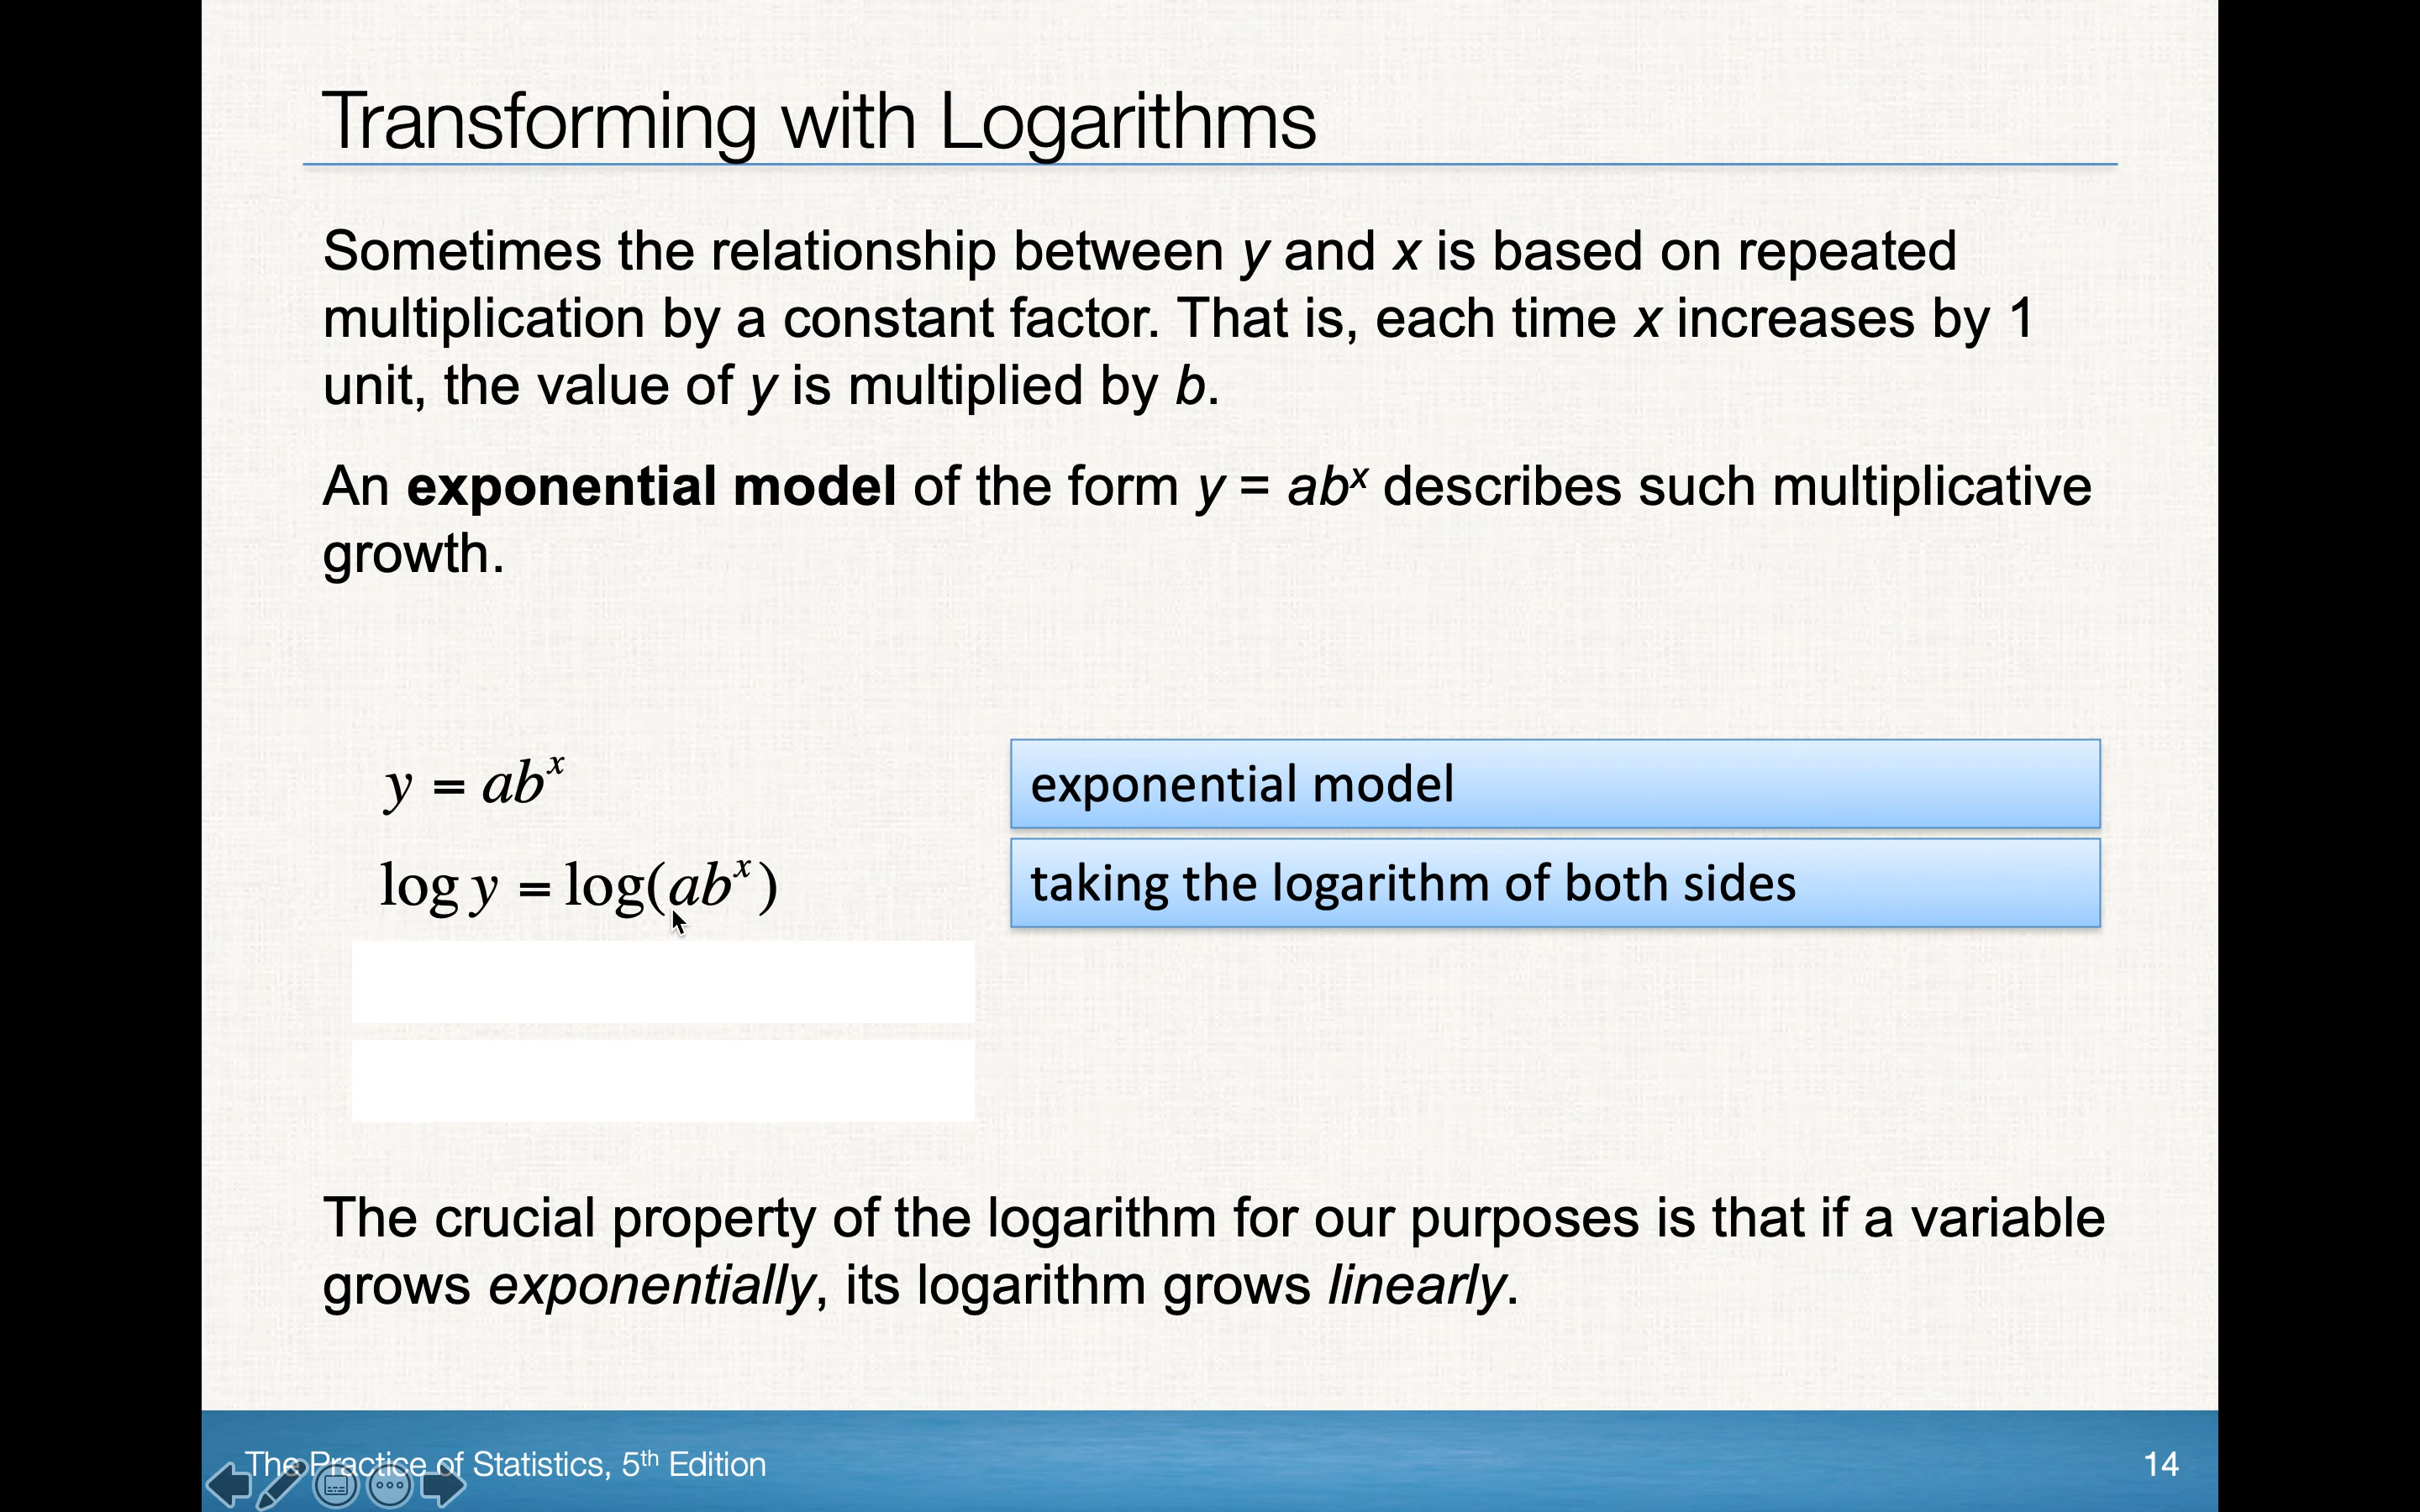 Transforming with Logarithms
Sometimes the relationship between y and x is based on repeated
multiplication by a constant factor. That is, each time x increases by 1
unit, the value of y is multiplied by b.
An exponential model of the form y = abˣ describes such multiplicative
growth.
y = abˣ
exponential model
log y = log(abˣ)
taking the logarithm of both sides
The crucial property of the logarithm for our purposes is that if a variable
grows exponentially, its logarithm grows linearly.
The Practice of Statistics, 5th Edition
14